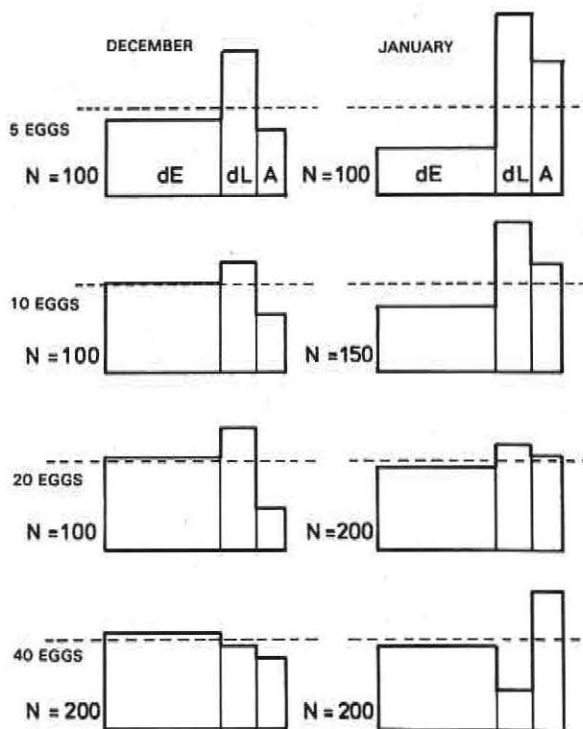 DECEMBER
JANUARY
5 EGGS
N = 100
dE dL A
N = 100
dE dL A
10 EGGS
N = 100
N = 150
20 EGGS
N = 100
N = 200
40 EGGS
N = 200
N = 200